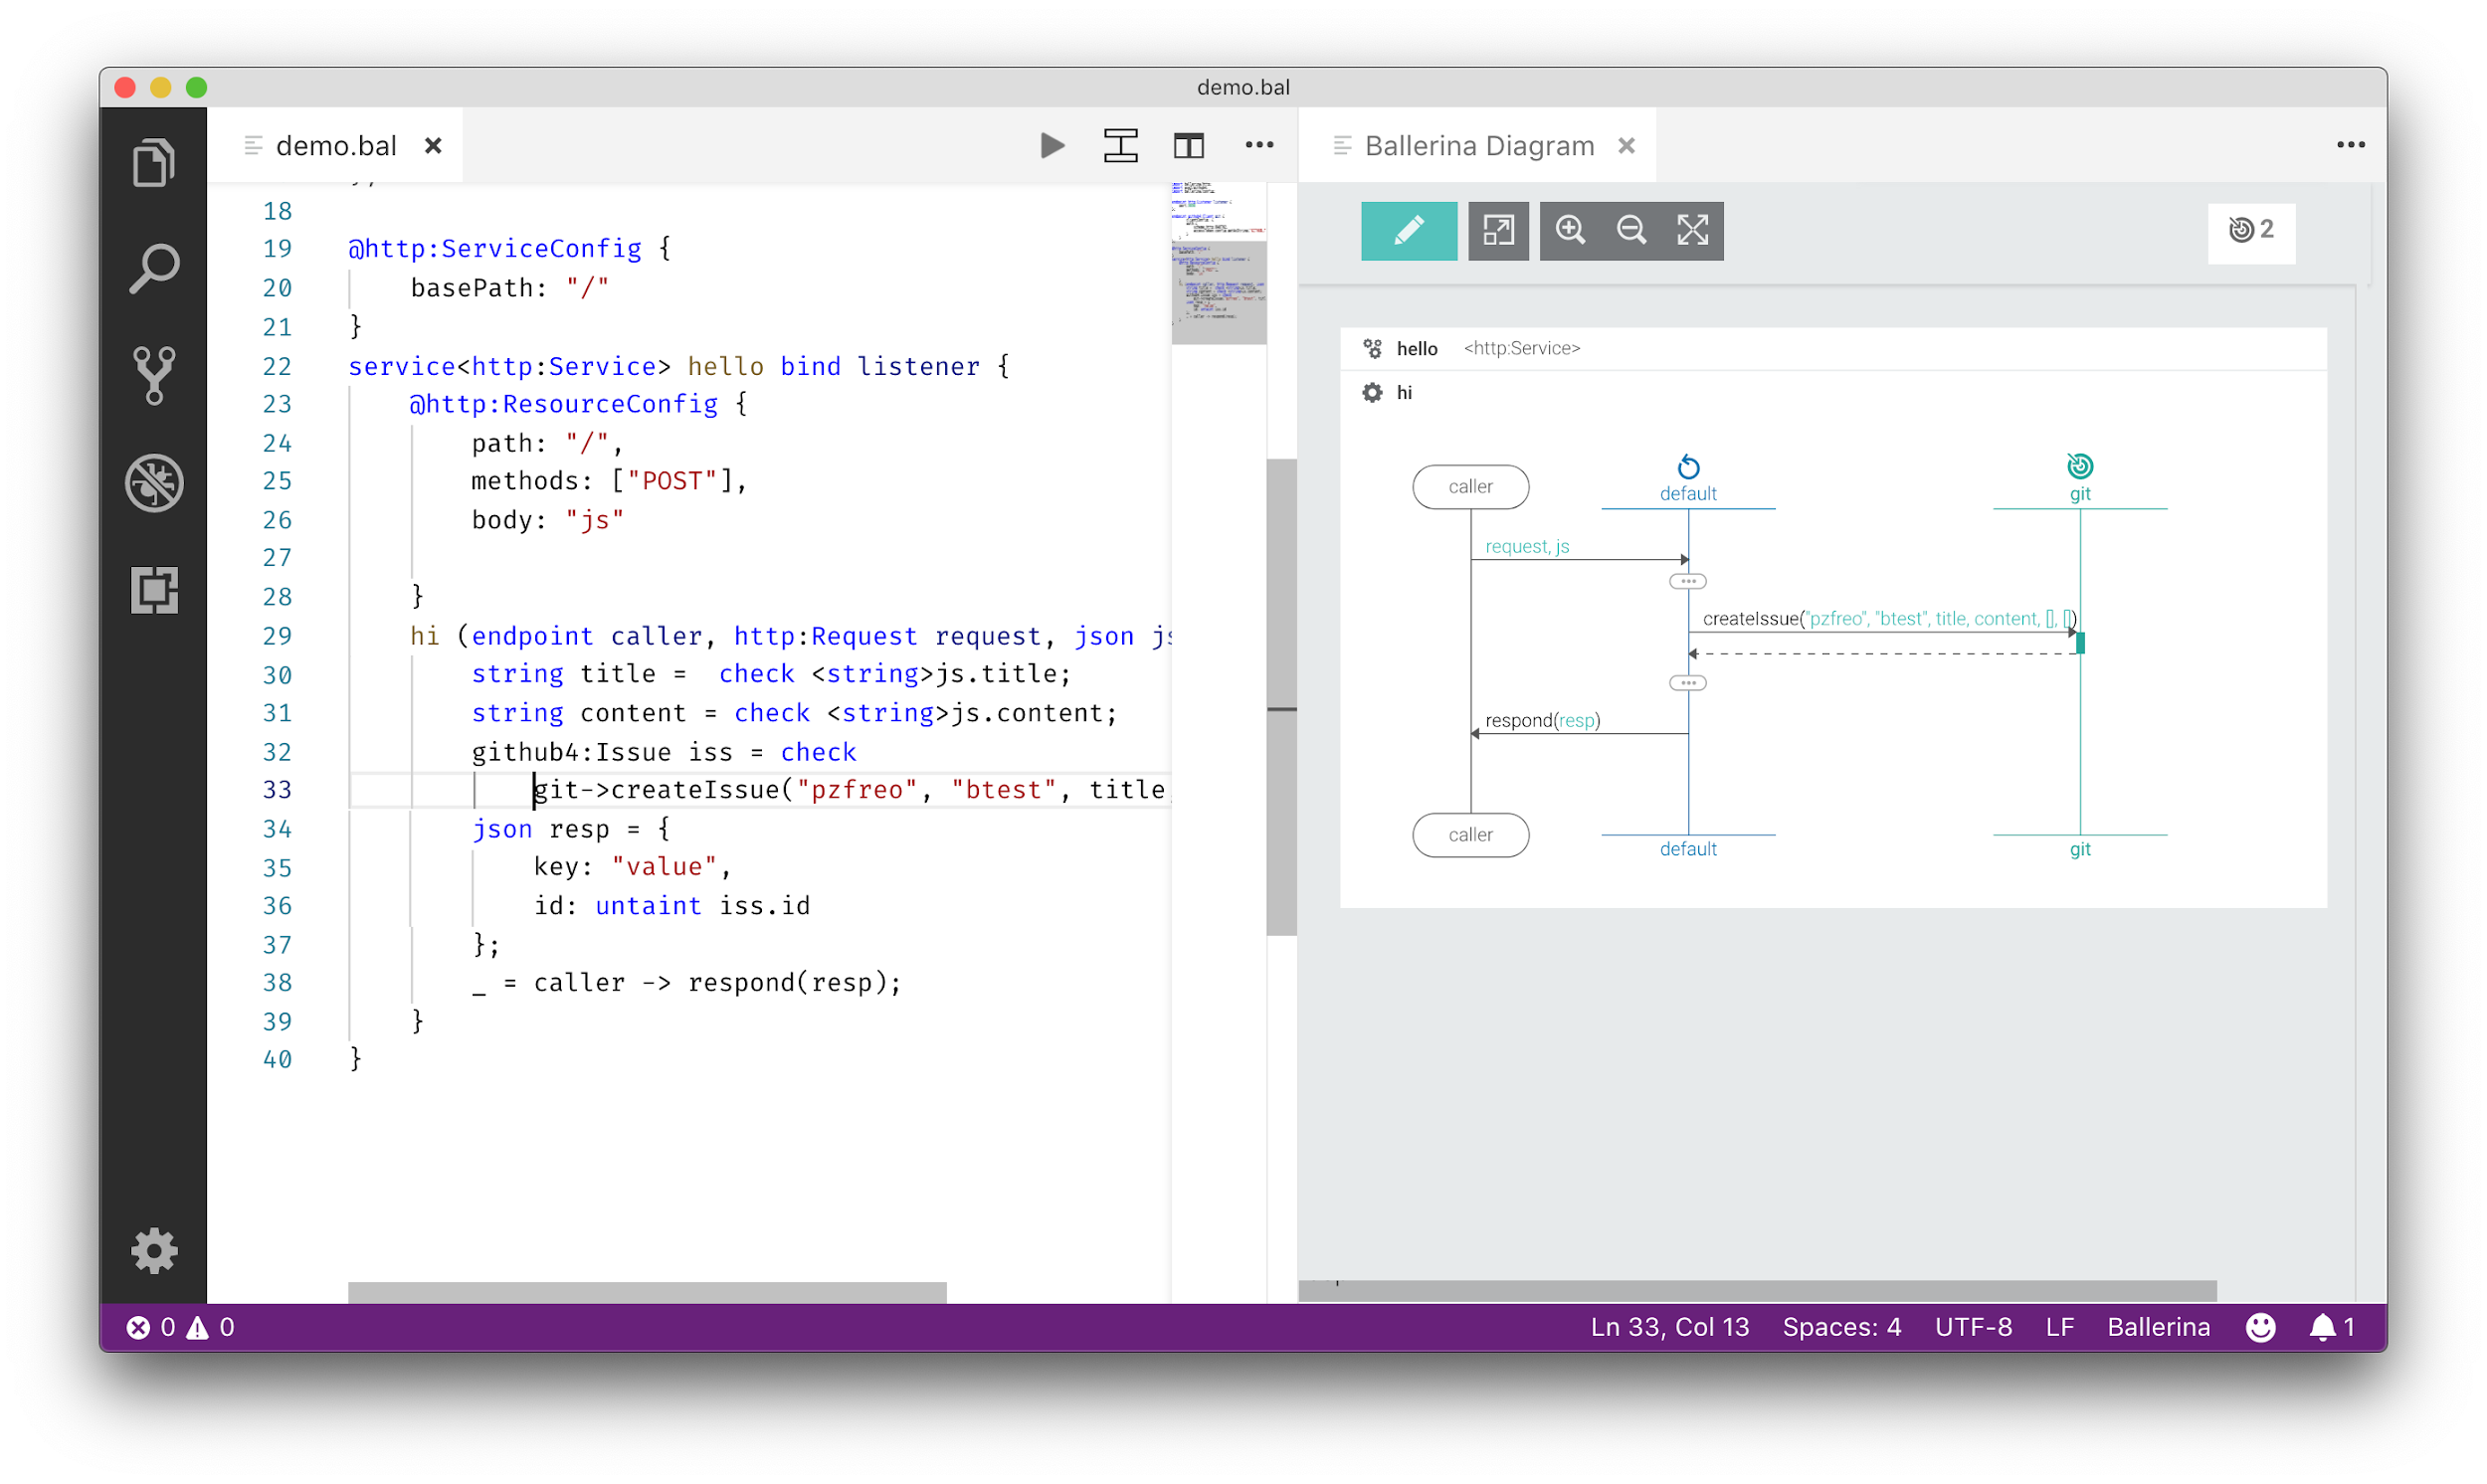 demo.bal
demo.bal
Ballerina Diagram
18
19 @http:ServiceConfig {
20 basePath: "/"
21 }
22 service<http:Service> hello bind listener {
23 @http:ResourceConfig {
24 path: "/",
25 methods: ["POST"],
26 body: "js"
27
28 }
29 hi (endpoint caller, http:Request request, json js
30 string title =  check <string>js.title;
31 string content = check <string>js.content;
32 github4:Issue iss = check
33 git->createIssue("pzfreo", "btest", title,
34 json resp = {
35 key: "value",
36 id: untaint iss.id
37 };
38 _ = caller -> respond(resp);
39 }
40 }
2
hello <http:Service>
hi
caller default git
request, js
createIssue("pzfreo", "btest", title, content, [], [])
respond(resp)
caller default git
0 0
Ln 33, Col 13 Spaces: 4 UTF-8 LF Ballerina 1